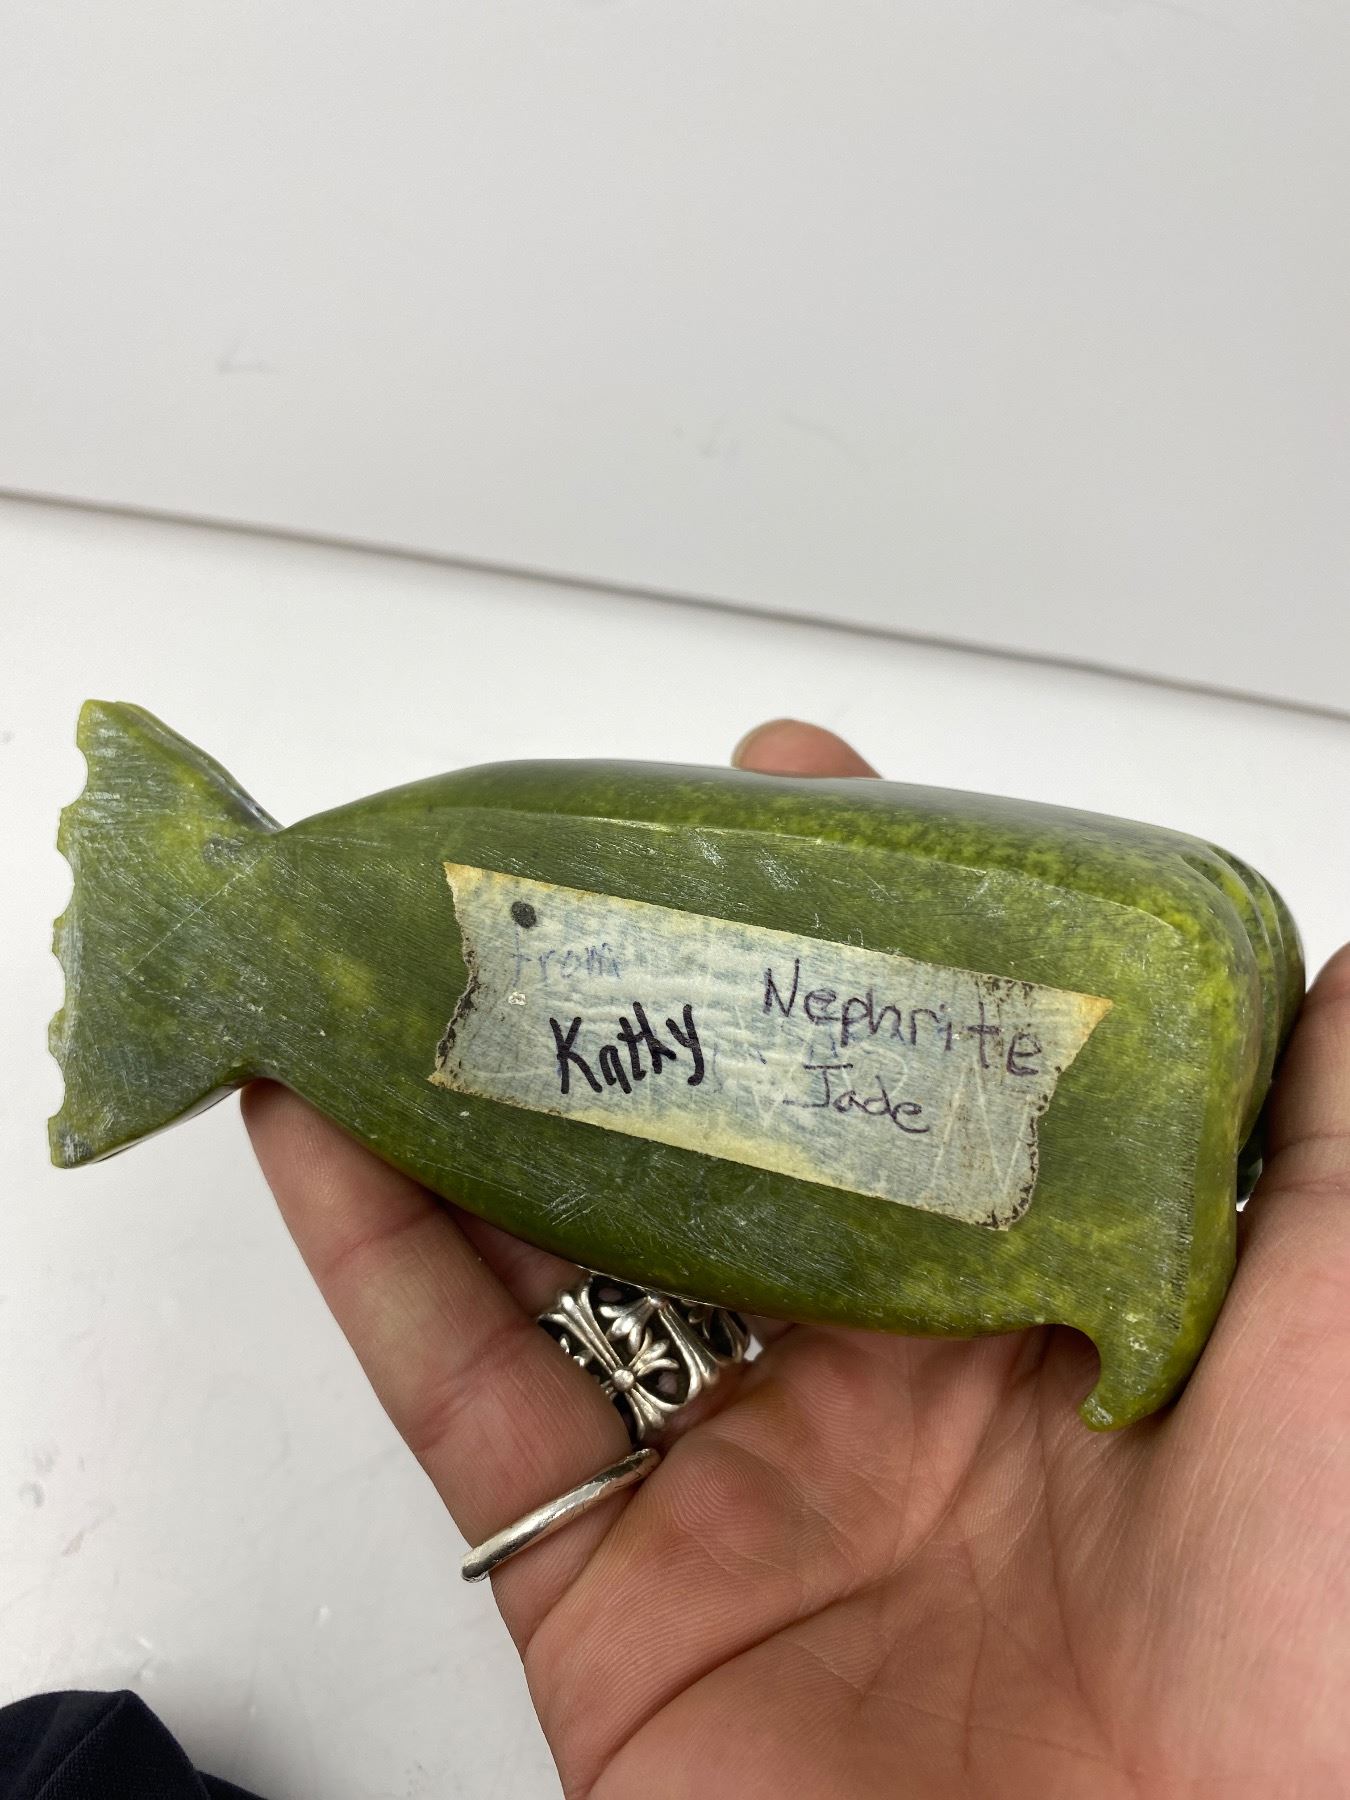 from
Kathy
Nephrite
Jade